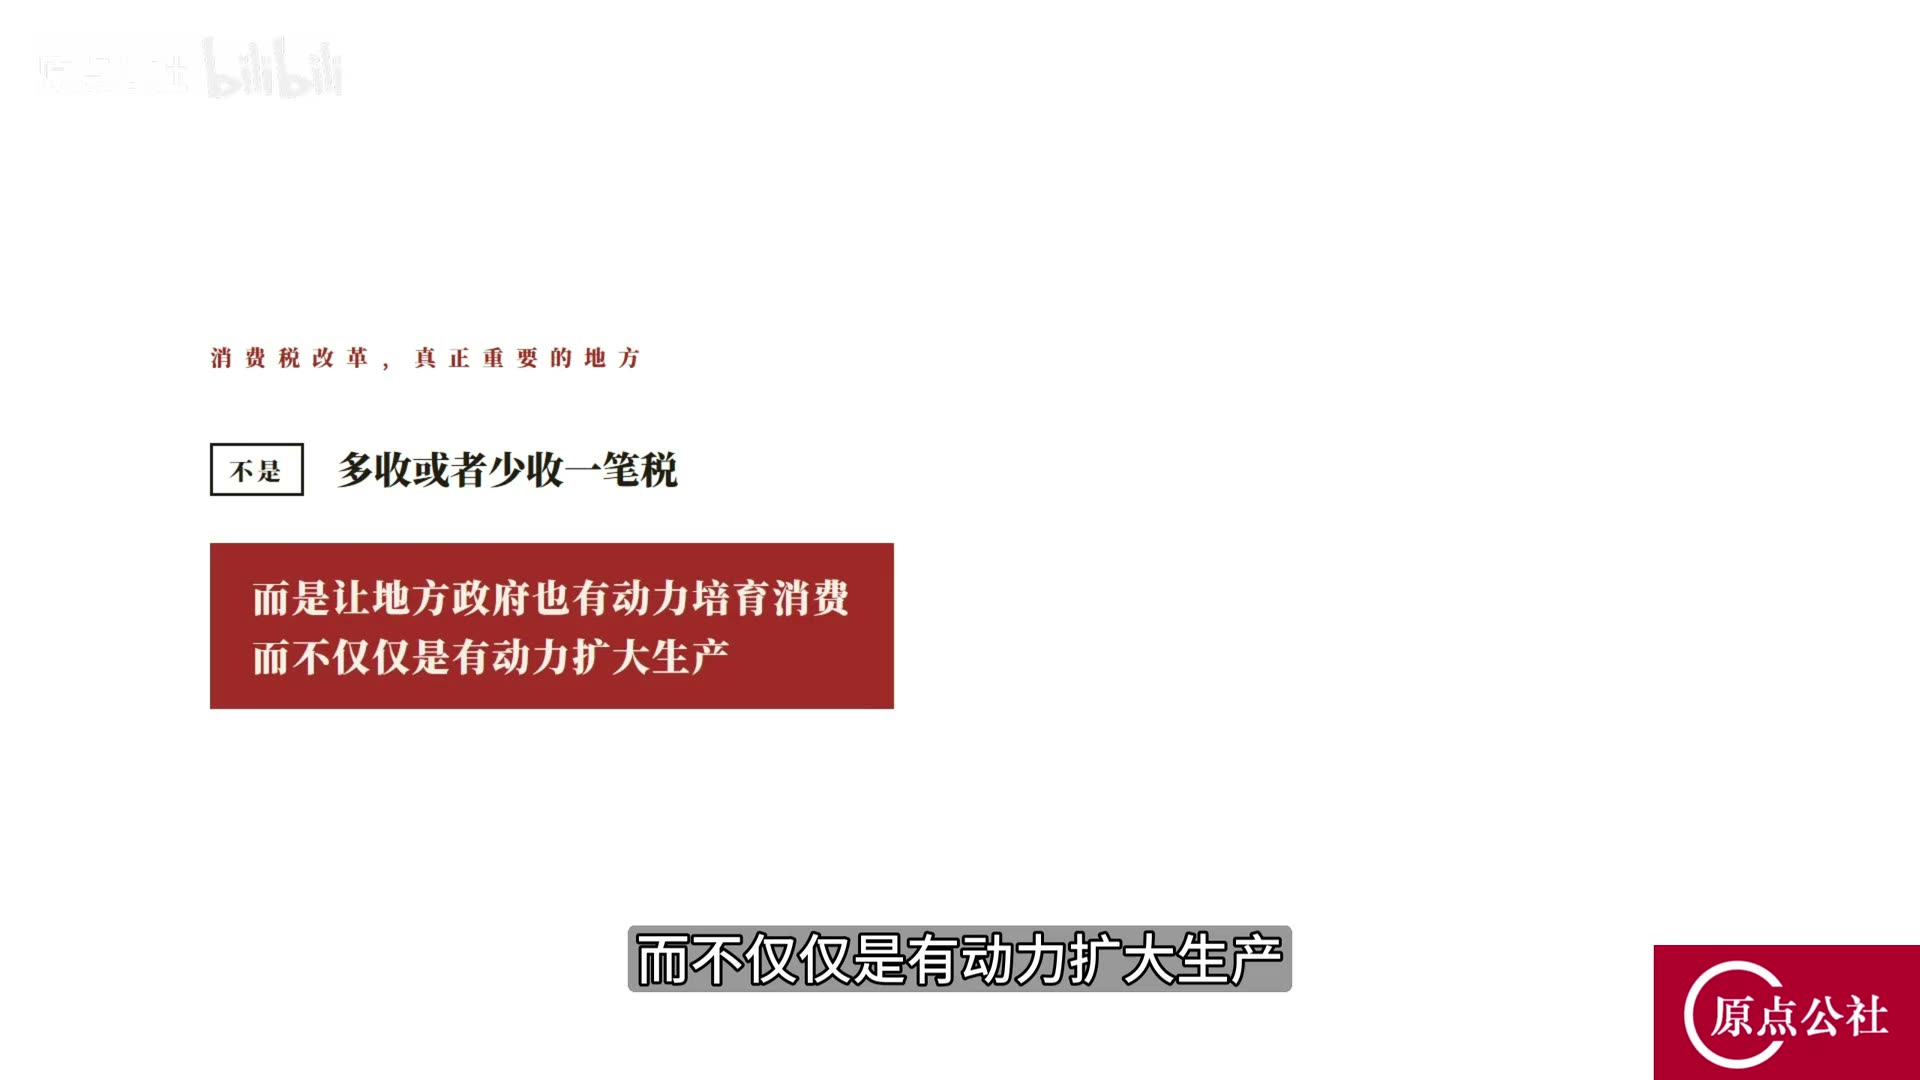 bilibili
消费税改革，真正重要的地方
不是
多收或者少收一笔税
而是让地方政府也有动力培育消费
而不仅仅是有动力扩大生产
而不仅仅是有动力扩大生产
原点公社